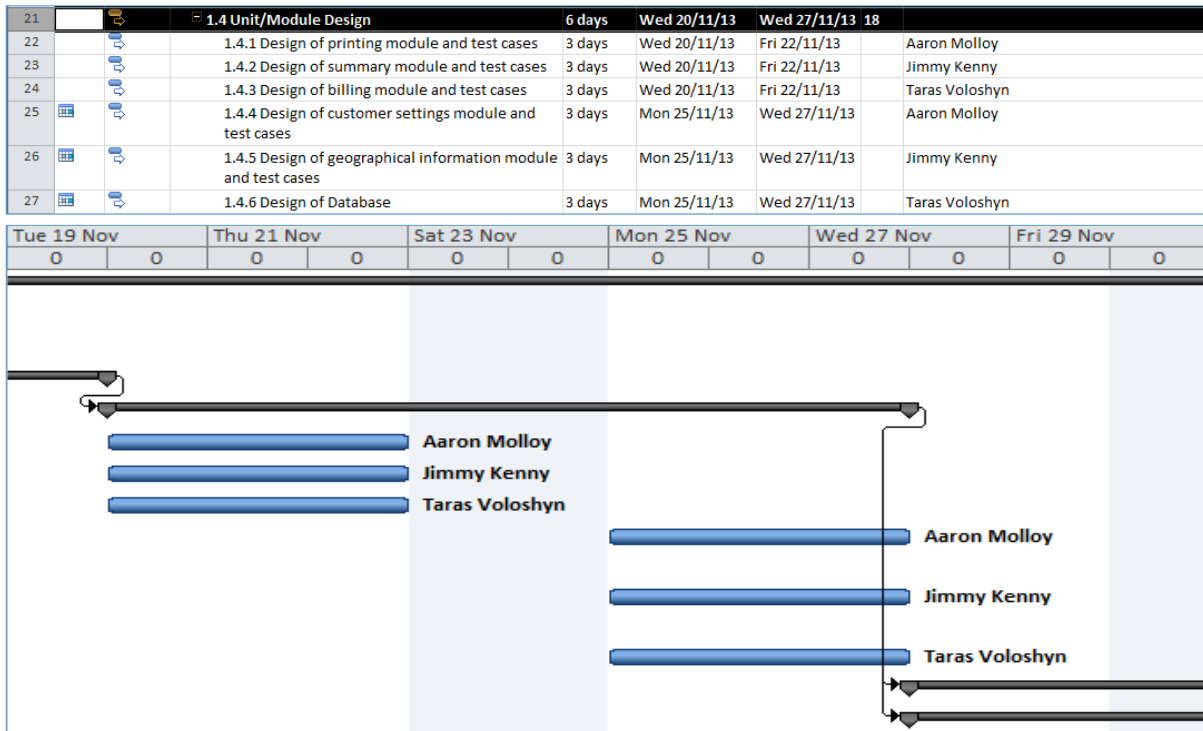 21 1.4 Unit/Module Design 6 days Wed 20/11/13 Wed 27/11/13 18
22 1.4.1 Design of printing module and test cases 3 days Wed 20/11/13 Fri 22/11/13 Aaron Molloy
23 1.4.2 Design of summary module and test cases 3 days Wed 20/11/13 Fri 22/11/13 Jimmy Kenny
24 1.4.3 Design of billing module and test cases 3 days Wed 20/11/13 Fri 22/11/13 Taras Voloshyn
25 1.4.4 Design of customer settings module and 3 days Mon 25/11/13 Wed 27/11/13 Aaron Molloy
test cases
26 1.4.5 Design of geographical information module 3 days Mon 25/11/13 Wed 27/11/13 Jimmy Kenny
and test cases
27 1.4.6 Design of Database 3 days Mon 25/11/13 Wed 27/11/13 Taras Voloshyn
Tue 19 Nov Thu 21 Nov Sat 23 Nov Mon 25 Nov Wed 27 Nov Fri 29 Nov
O O O O O O O O O O O O
Aaron Molloy
Jimmy Kenny
Taras Voloshyn
Aaron Molloy
Jimmy Kenny
Taras Voloshyn